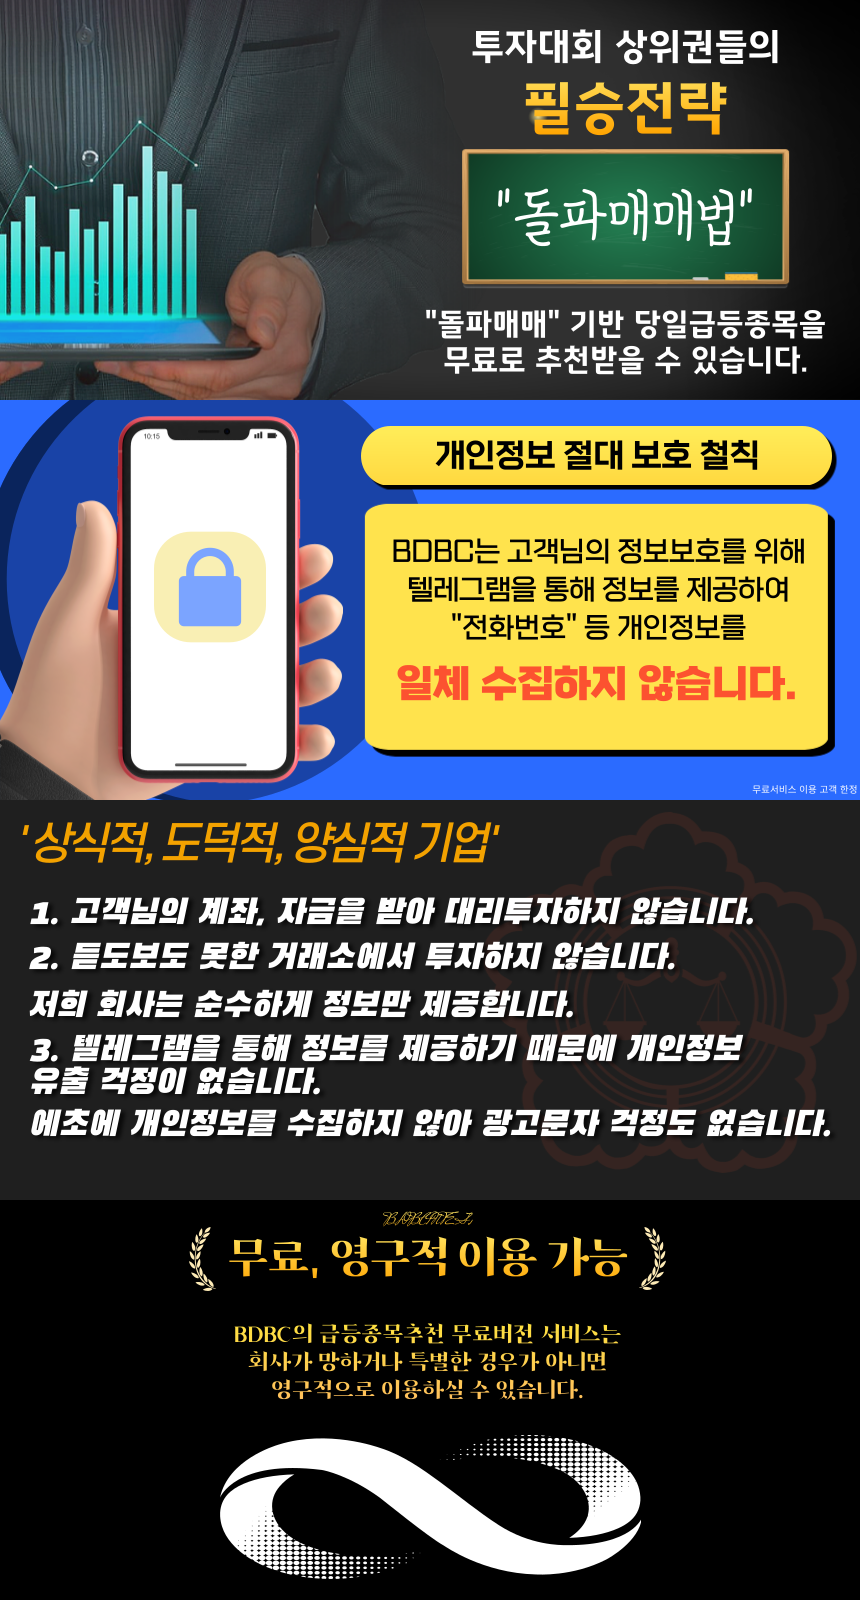 투자대회 상위권들의
필승전략
"돌파매매법"
"돌파매매" 기반 당일급등종목을
무료로 추천받을 수 있습니다.
10:15
개인정보 절대 보호 철칙
BDBC는 고객님의 정보보호를 위해
텔레그램을 통해 정보를 제공하여
"전화번호" 등 개인정보를
일체 수집하지 않습니다.
무료서비스 이용 고객 한정
'상식적, 도덕적, 양심적 기업'
1. 고객님의 계좌, 자금을 받아 대리투자하지 않습니다.
2. 듣도보도 못한 거래소에서 투자하지 않습니다.
저희 회사는 순수하게 정보만 제공합니다.
3. 텔레그램을 통해 정보를 제공하기 때문에 개인정보
유출 걱정이 없습니다.
에초에 개인정보를 수집하지 않아 광고문자 걱정도 없습니다.
무료, 영구적 이용 가능
BDBC의 급등종목추천 무료버전 서비스는
회사가 망하거나 특별한 경우가 아니면
영구적으로 이용하실 수 있습니다.